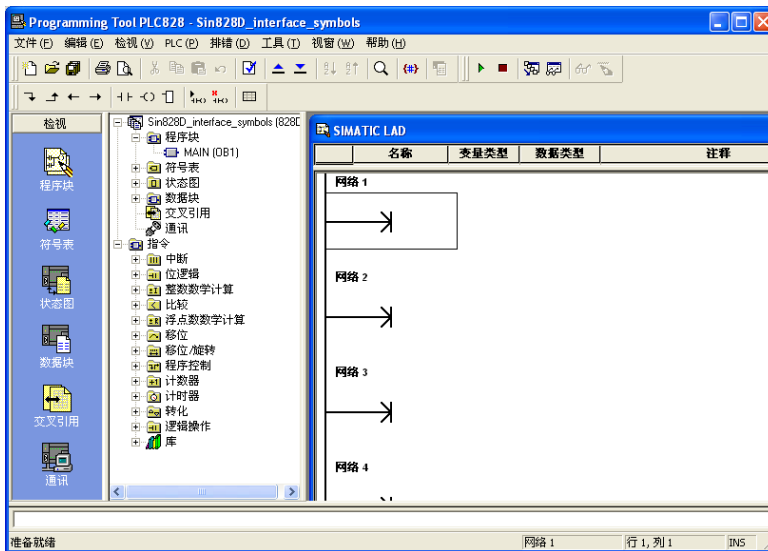 Programming Tool PLC828 - Sin828D_interface_symbols
文件(F) 编辑(E) 检视(V) PLC(P) 排错(D) 工具(T) 视窗(W) 帮助(H)
检视
程序块
符号表
状态图
数据块
交叉引用
通讯
Sin828D_interface_symbols (828D
程序块
MAIN (OB1)
符号表
状态图
数据块
交叉引用
通讯
指令
中断
位逻辑
整数数学计算
比较
浮点数数学计算
移位
移位/旋转
程序控制
计数器
计时器
转化
逻辑操作
库
SIMATIC LAD
名称 变量类型 数据类型 注释
网络 1
网络 2
网络 3
网络 4
准备就绪 网络 1 行 1, 列 1 INS